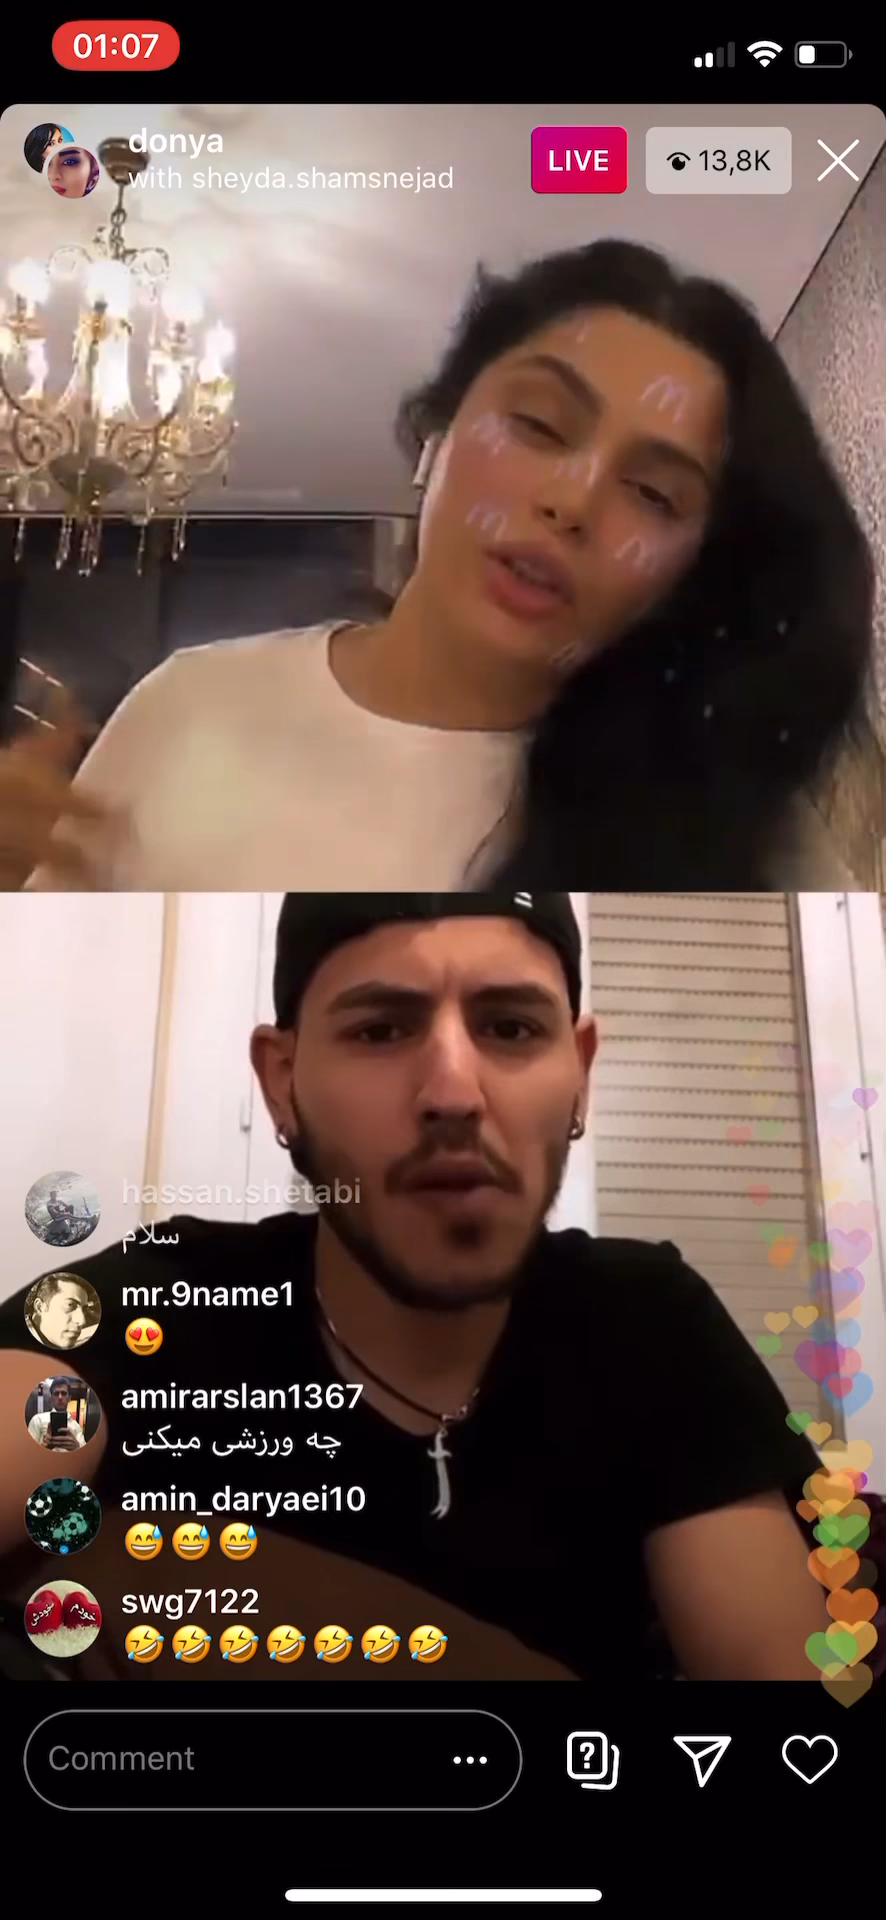 01:07
donya
with sheyda.shamsnejad
LIVE
13,8K
hassan.shetabi
سلام
mr.9name1
😍
amirarslan1367
چه ورزشی میکنی
amin_daryaei10
😅😅😅
swg7122
🤣🤣🤣🤣🤣🤣🤣
Comment